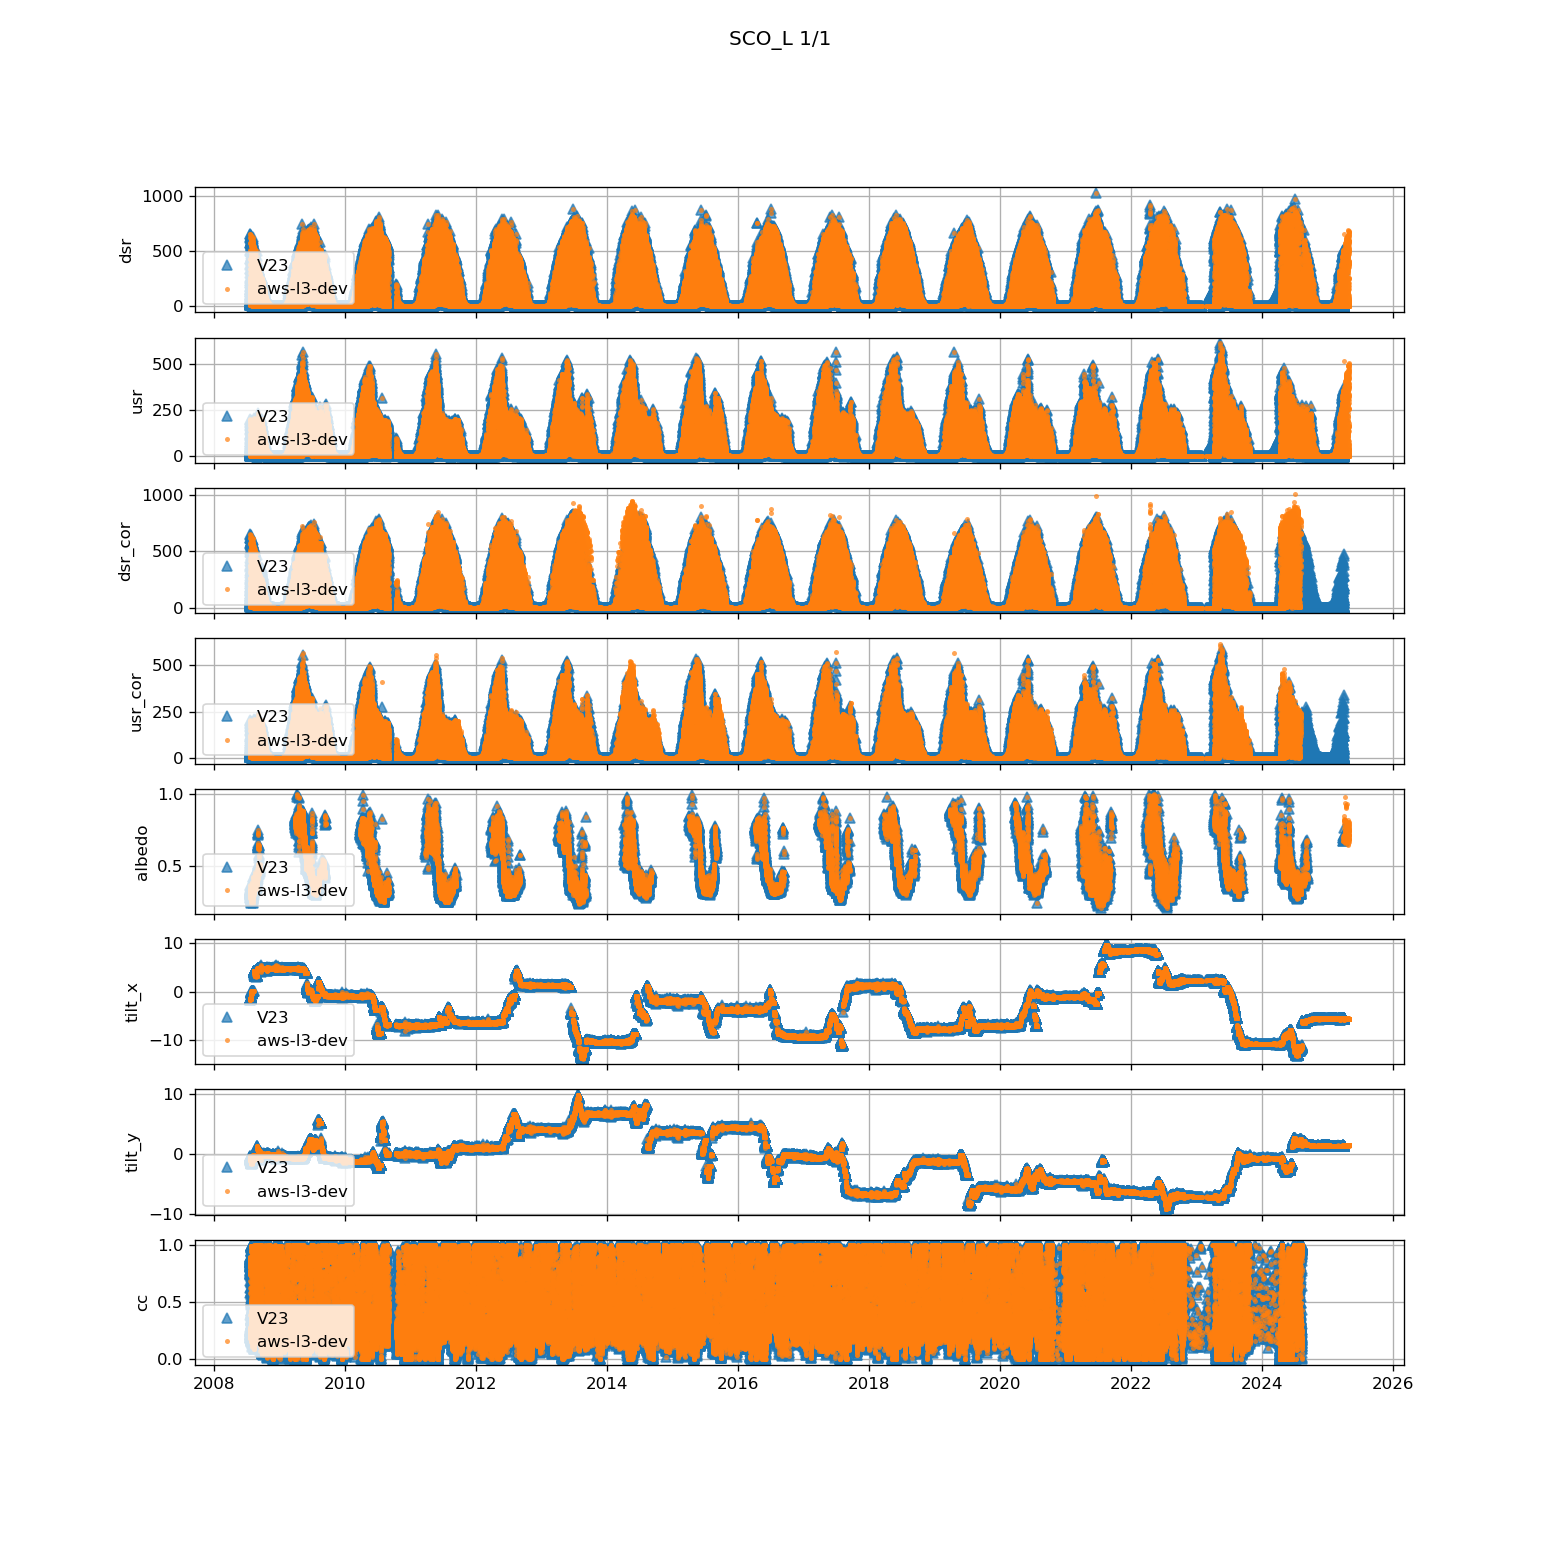 SCO_L 1/1
1000
500
0
dsr
V23
aws-l3-dev
500
250
0
usr
V23
aws-l3-dev
1000
500
0
dsr_cor
V23
aws-l3-dev
500
250
0
usr_cor
V23
aws-l3-dev
1.0
0.5
albedo
V23
aws-l3-dev
10
0
−10
tilt_x
V23
aws-l3-dev
10
0
−10
tilt_y
V23
aws-l3-dev
1.0
0.5
0.0
cc
V23
aws-l3-dev
2008 2010 2012 2014 2016 2018 2020 2022 2024 2026